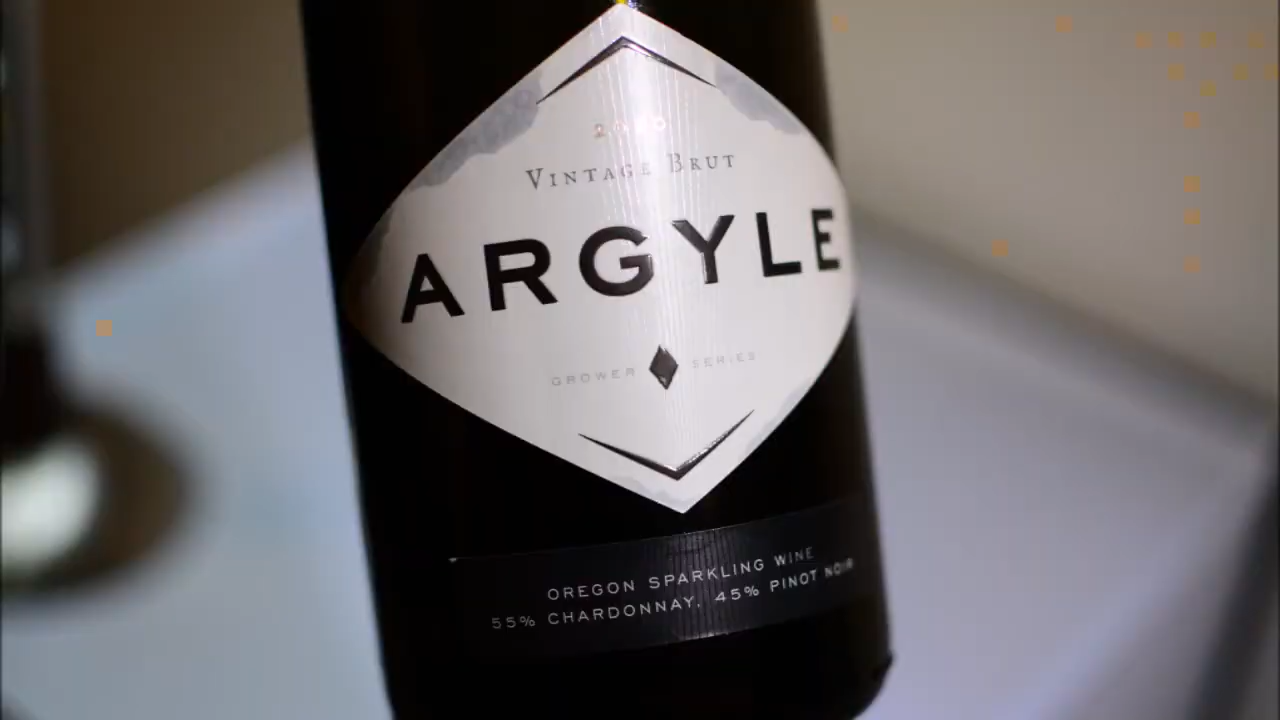 VINTAGE BRUT
ARGYLE
GROWER SERIES
OREGON SPARKLING WINE
55% CHARDONNAY, 45% PINOT NOIR